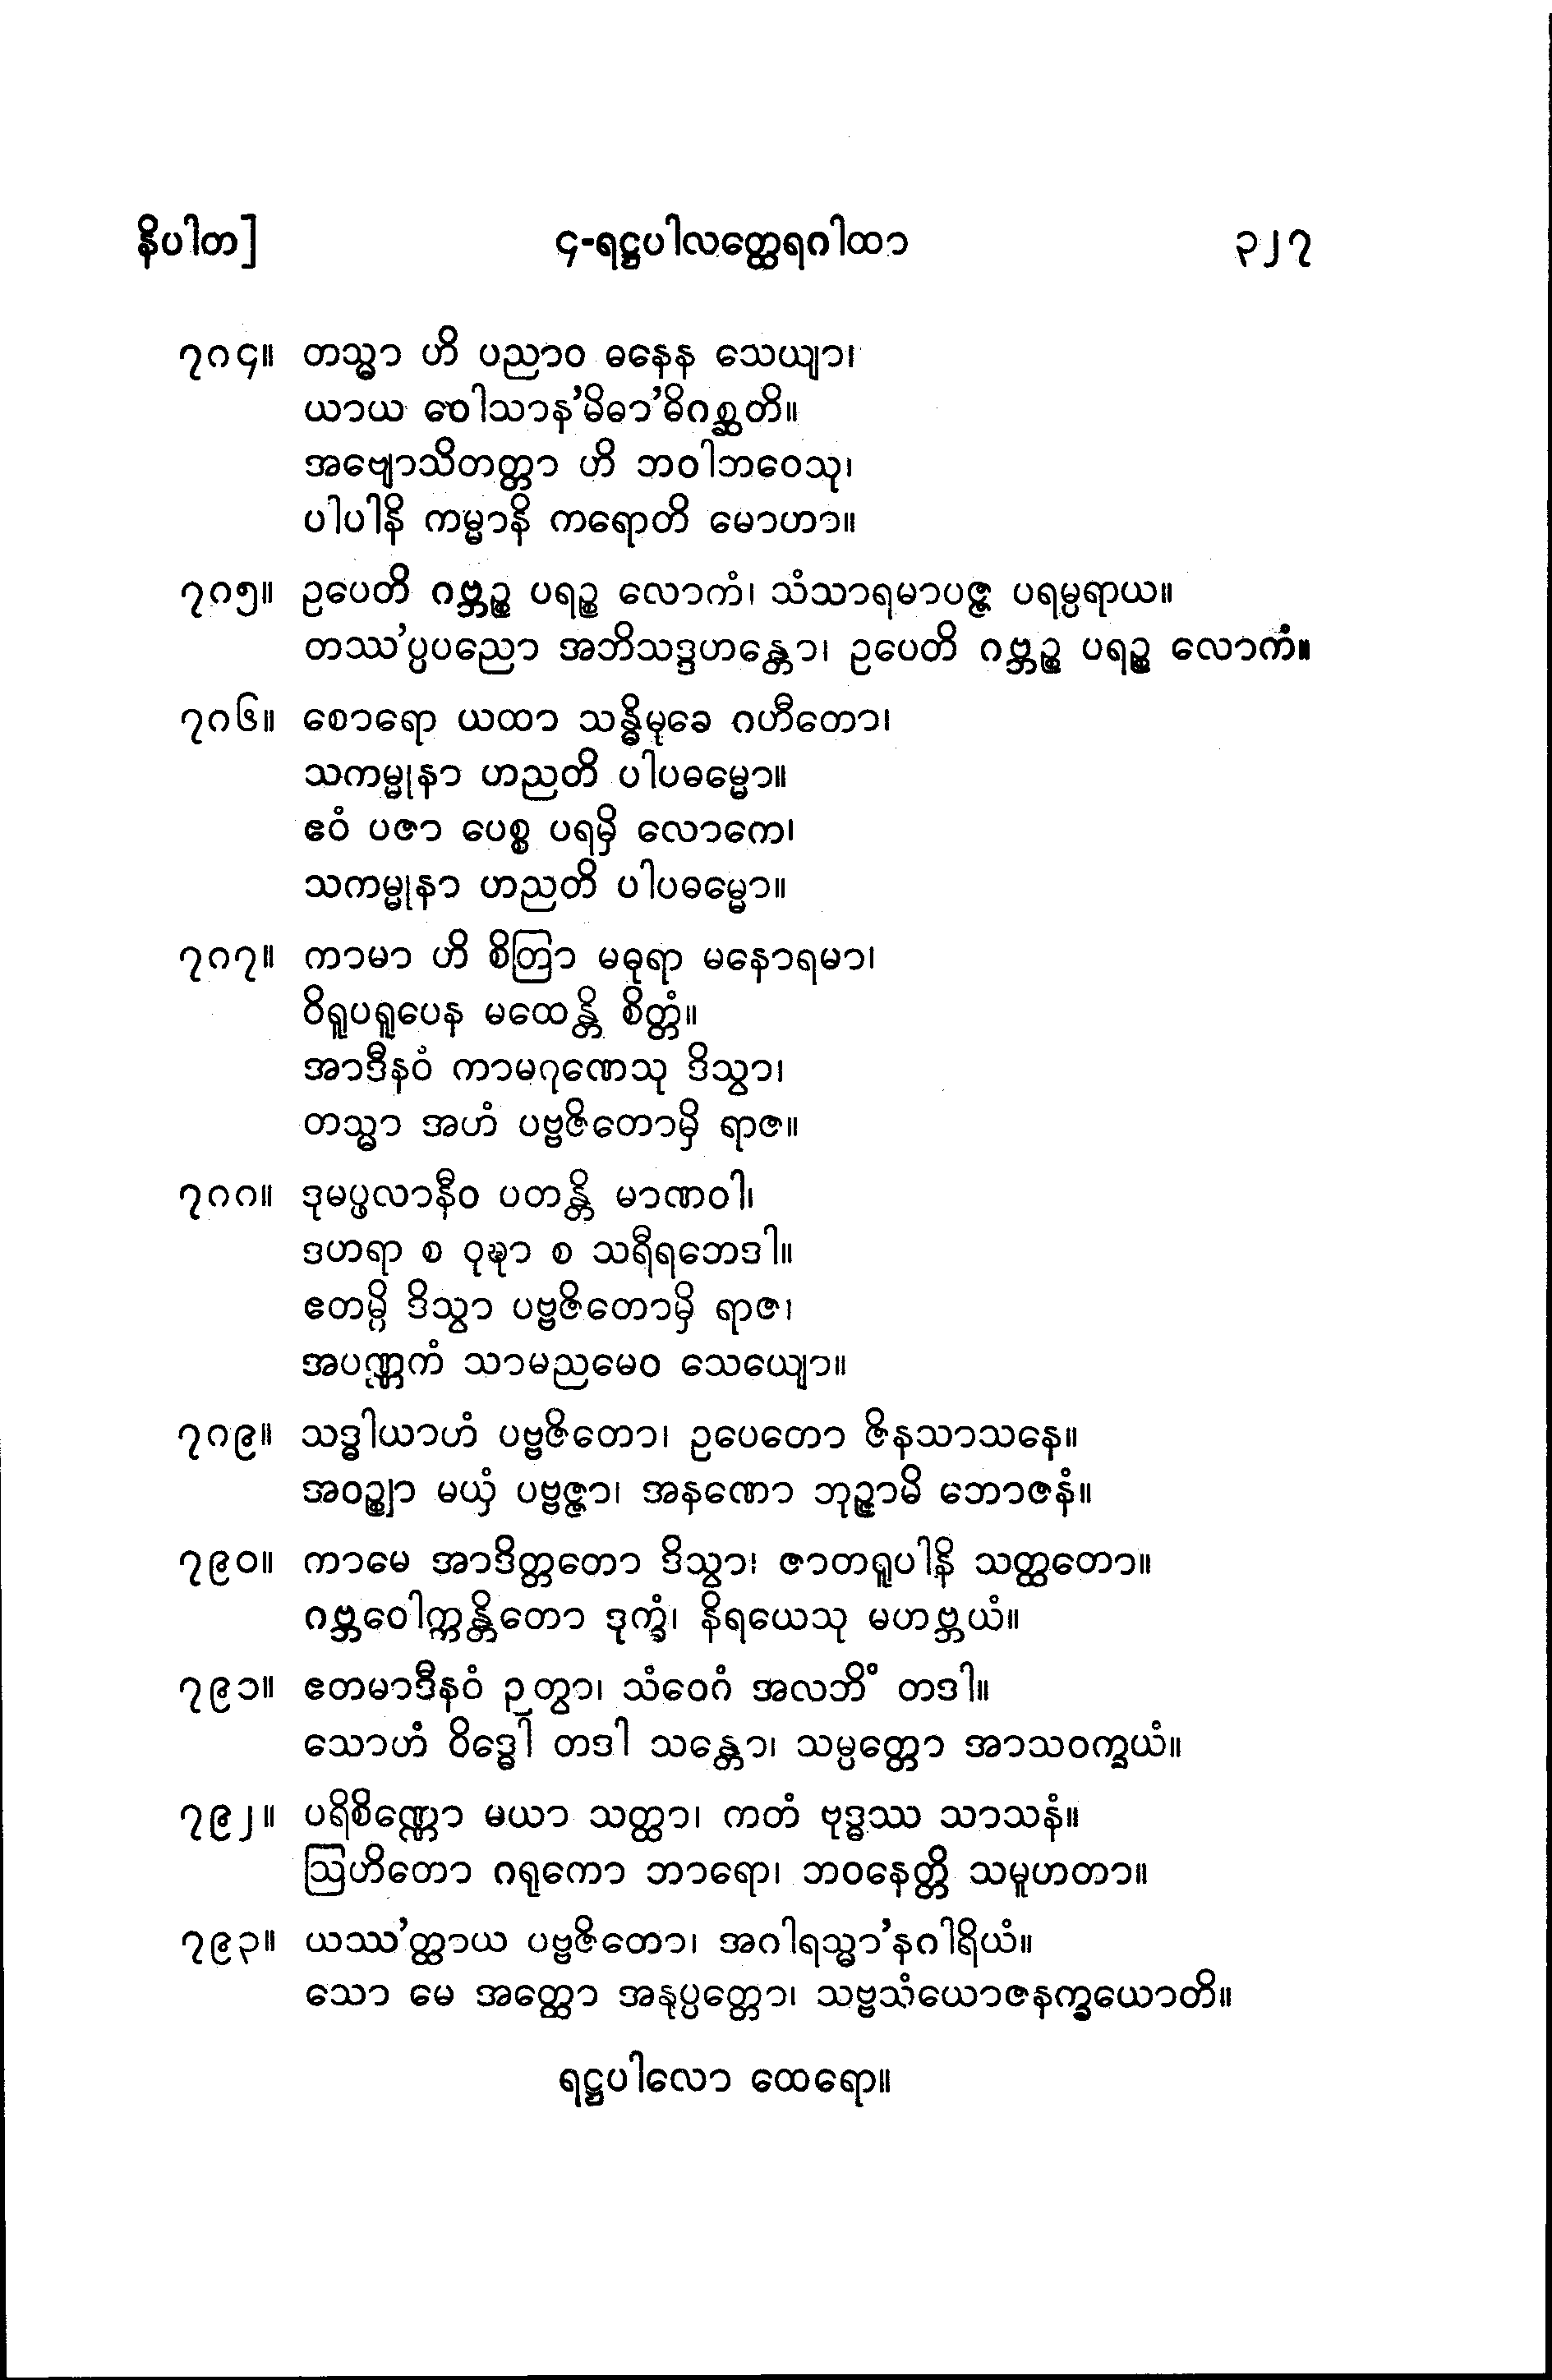 နိပါတ]	၄-ရဋ္ဌပါလတ္ထေရဂါထာ	၃၂၇
၇၈၄။ တသ္မာ ဟိ ပညာဝ ဓနေန သေယျာ၊
ယာယ ဝေါသာန'မိဓာ'ဓိဂစ္ဆတိ။
အဗျောသိတတ္တာ ဟိ ဘဝါဘဝေသု၊
ပါပါနိ ကမ္မာနိ ကရောတိ မောဟာ။
၇၈၅။ ဥပေတိ ဂဗ္ဘဉ္စ ပရဉ္စ လောကံ၊ သံသာရမာပဇ္ဇ ပရမ္ပရာယ။
တဿ'ပ္ပပညော အဘိသဒ္ဒဟန္တော၊ ဥပေတိ ဂဗ္ဘဉ္စ ပရဉ္စ လောကံ။
၇၈၆။ စောရော ယထာ သန္ဓိမုခေ ဂဟီတော၊
သကမ္မုနာ ဟညတိ ပါပဓမ္မော။
ဧဝံ ပဇာ ပေစ္စ ပရမှိ လောကေ၊
သကမ္မုနာ ဟညတိ ပါပဓမ္မော။
၇၈၇။ ကာမာ ဟိ စိတြာ မဓုရာ မနောရမာ၊
ဝိရူပရူပေန မထေန္တိ စိတ္တံ။
အာဒီနဝံ ကာမဂုဏေသု ဒိသွာ၊
တသ္မာ အဟံ ပဗ္ဗဇိတောမှိ ရာဇ။
၇၈၈။ ဒုမပ္ဖလာနီဝ ပတန္တိ မာဏဝါ၊
ဒဟရာ စ ဝုဍ္ဎာ စ သရီရဘေဒါ။
ဧတမ္ပိ ဒိသွာ ပဗ္ဗဇိတောမှိ ရာဇ၊
အပဏ္ဏကံ သာမညမေဝ သေယျော။
၇၈၉။ သဒ္ဓါယာဟံ ပဗ္ဗဇိတော၊ ဥပေတော ဇိနသာသနေ။
အဝဉ္ဈာ မယှံ ပဗ္ဗဇ္ဇာ၊ အနဏော ဘုဉ္ဇာမိ ဘောဇနံ။
၇၉၀။ ကာမေ အာဒိတ္တတော ဒိသွာ၊ ဇာတရူပါနိ သတ္ထတော။
ဂဗ္ဘဝေါက္ကန္တိတော ဒုက္ခံ၊ နိရယေသု မဟဗ္ဘယံ။
၇၉၁။ ဧတမာဒီနဝံ ဉတွာ၊ သံဝေဂံ အလဘိံ တဒါ။
သောဟံ ဝိဒ္ဓေါ တဒါ သန္တော၊ သမ္ပတ္တော အာသဝက္ခယံ။
၇၉၂။ ပရိစိဏ္ဏော မယာ သတ္ထာ၊ ကတံ ဗုဒ္ဓဿ သာသနံ။
ဩဟိတော ဂရုကော ဘာရော၊ ဘဝနေတ္တိ သမူဟတာ။
၇၉၃။ ယဿ'တ္ထာယ ပဗ္ဗဇိတော၊ အဂါရသ္မာ'နဂါရိယံ။
သော မေ အတ္ထော အနုပ္ပတ္တော၊ သဗ္ဗသံယောဇနက္ခယောတိ။
ရဋ္ဌပါလော ထေရော။